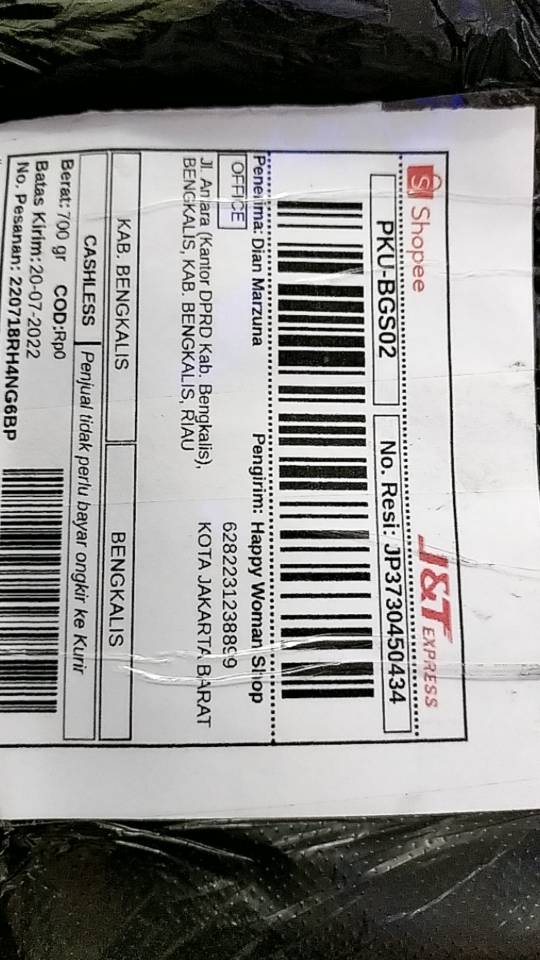 Shopee
J&T EXPRESS
PKU-BGS02
No. Resi: JP3730450434
Penerima: Dian Marzuna
Pengirim: Happy Woman Shop
OFFICE
6282231238899
KOTA JAKARTA BARAT
Jl. Antara (Kantor DPRD Kab. Bengkalis),
BENGKALIS, KAB. BENGKALIS, RIAU
KAB. BENGKALIS
BENGKALIS
CASHLESS
Penjual tidak perlu bayar ongkir ke Kurir
Berat: 700 gr
COD:Rp0
Batas Kirim: 20-07-2022
No. Pesanan: 220718RH4NG6BP